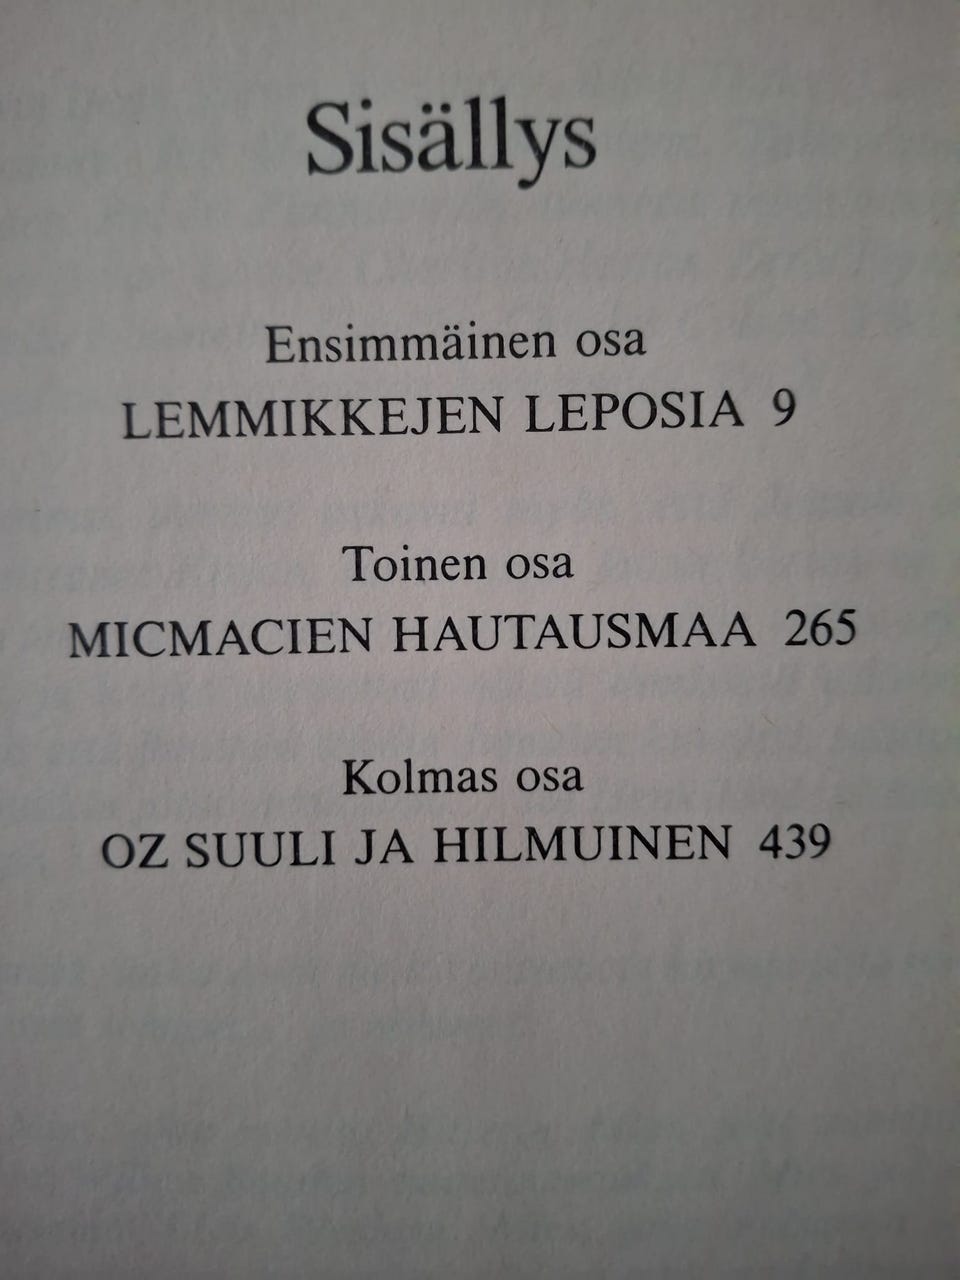 Sisällys
Ensimmäinen osa
LEMMIKKEJEN LEPOSIA 9
Toinen osa
MICMACIEN HAUTAUSMAA 265
Kolmas osa
OZ SUULI JA HILMUINEN 439